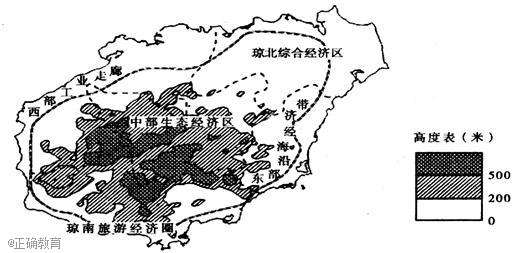 琼北综合经济区
西部工业走廊
中部生态经济区
东部沿海经济带
琼南旅游经济圈
高度表(米)
500
200
0
@正确教育